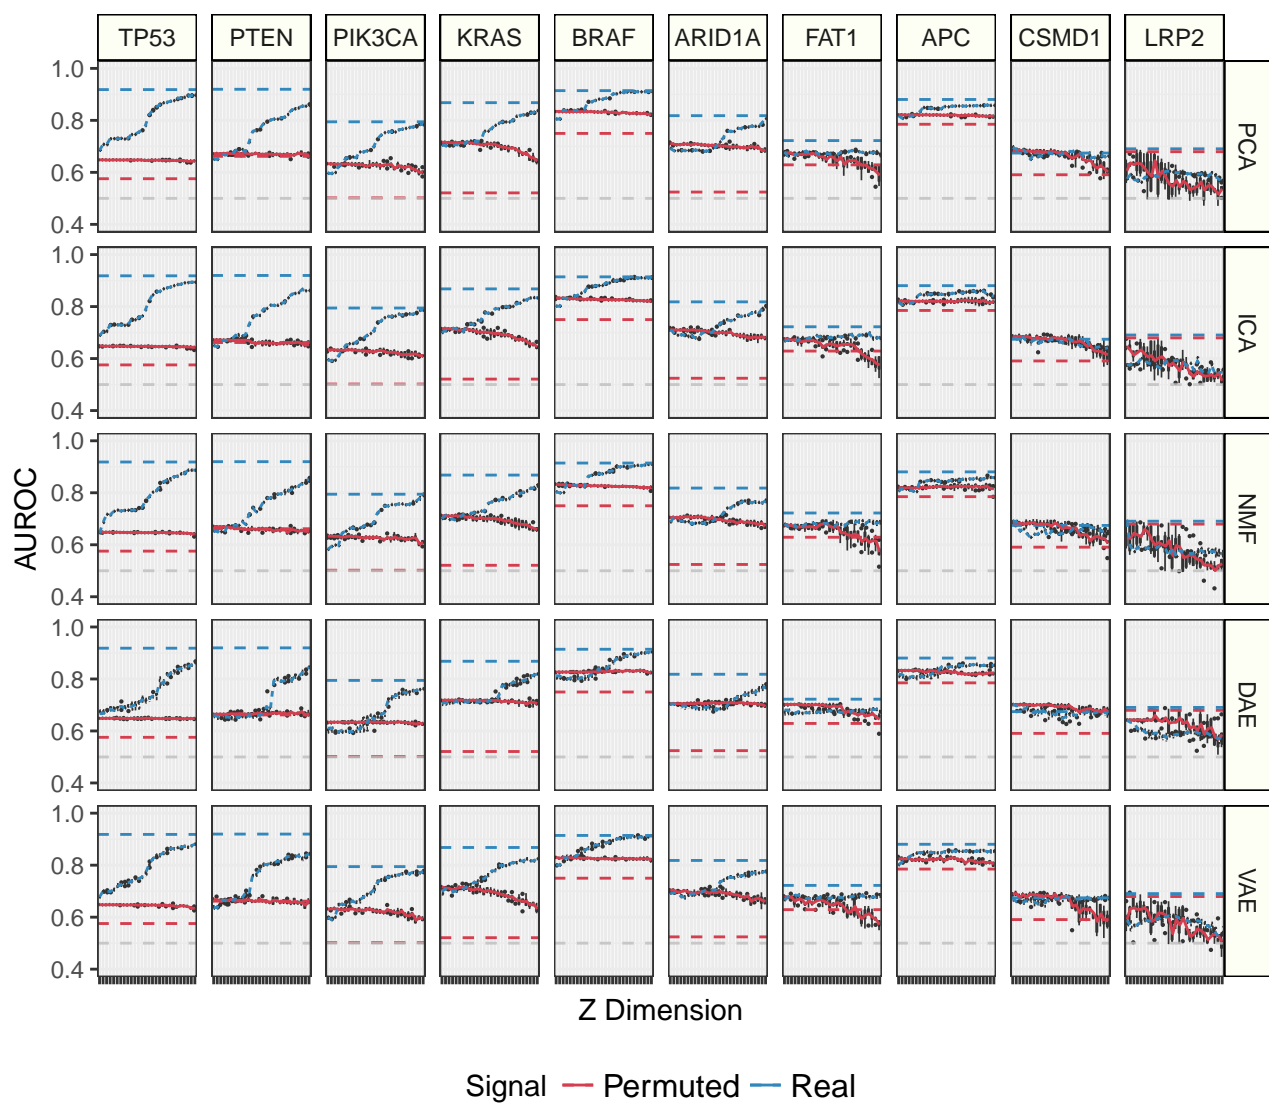 TP53 PTEN PIK3CA KRAS BRAF ARID1A FAT1 APC CSMD1 LRP2
1.0
0.8
0.6
0.4
PCA
1.0
0.8
0.6
0.4
ICA
1.0
0.8
0.6
0.4
NMF
1.0
0.8
0.6
0.4
DAE
1.0
0.8
0.6
0.4
VAE
AUROC
Z Dimension
Signal Permuted Real